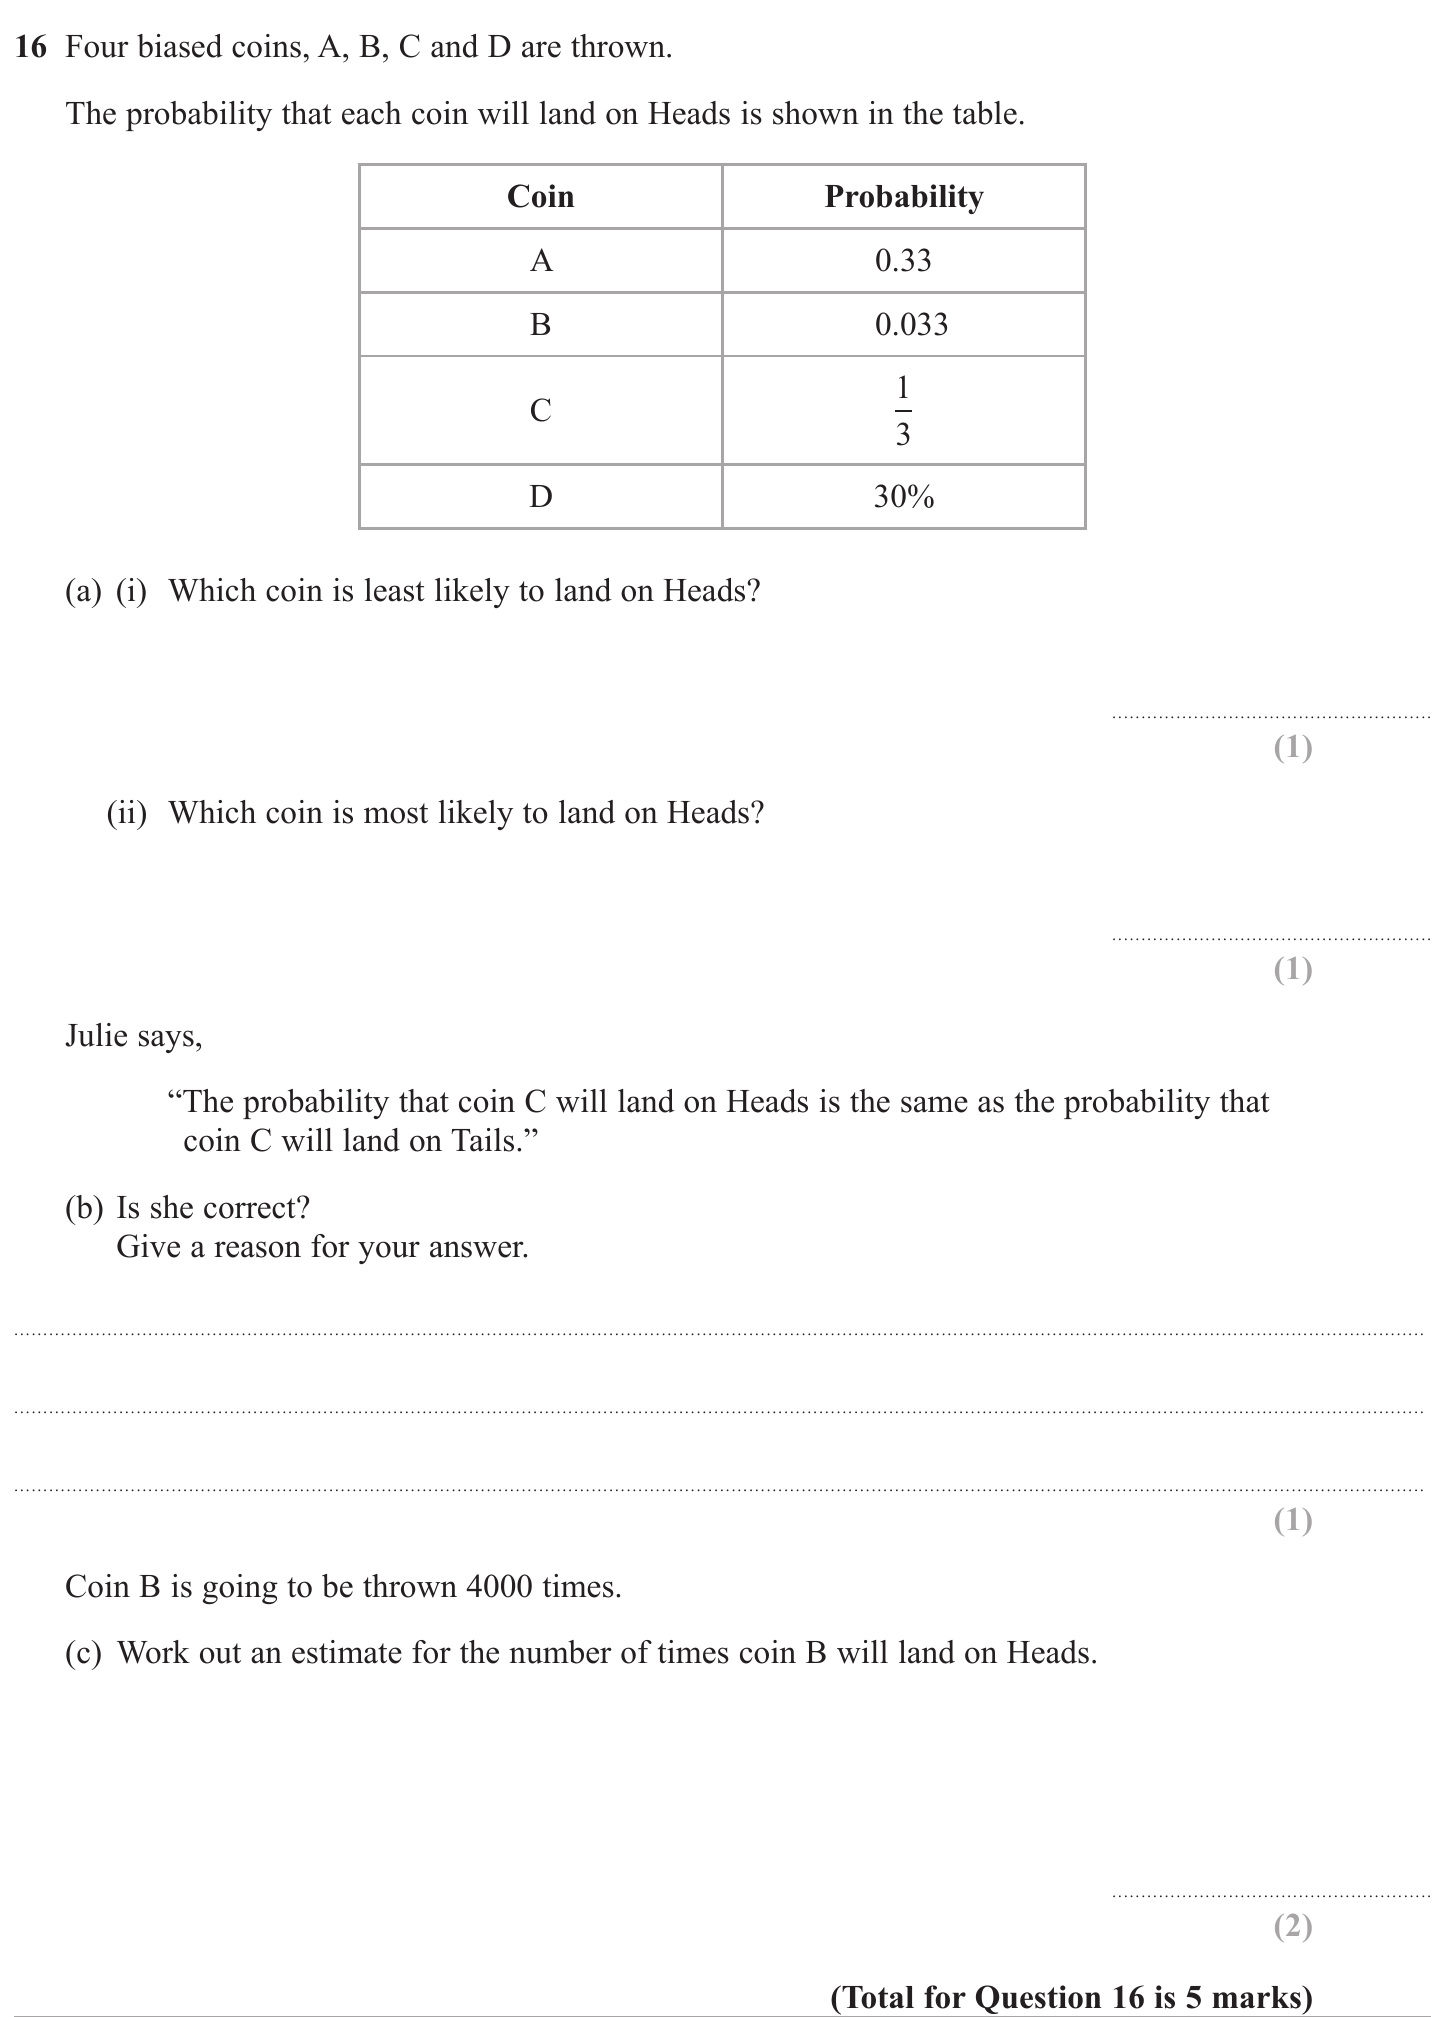 16 Four biased coins, A, B, C and D are thrown.
The probability that each coin will land on Heads is shown in the table.
Coin Probability
A 0.33
B 0.033
C 1/3
D 30%
(a) (i) Which coin is least likely to land on Heads?
(1)
(ii) Which coin is most likely to land on Heads?
(1)
Julie says,
“The probability that coin C will land on Heads is the same as the probability that
coin C will land on Tails.”
(b) Is she correct?
Give a reason for your answer.
(1)
Coin B is going to be thrown 4000 times.
(c) Work out an estimate for the number of times coin B will land on Heads.
(2)
(Total for Question 16 is 5 marks)